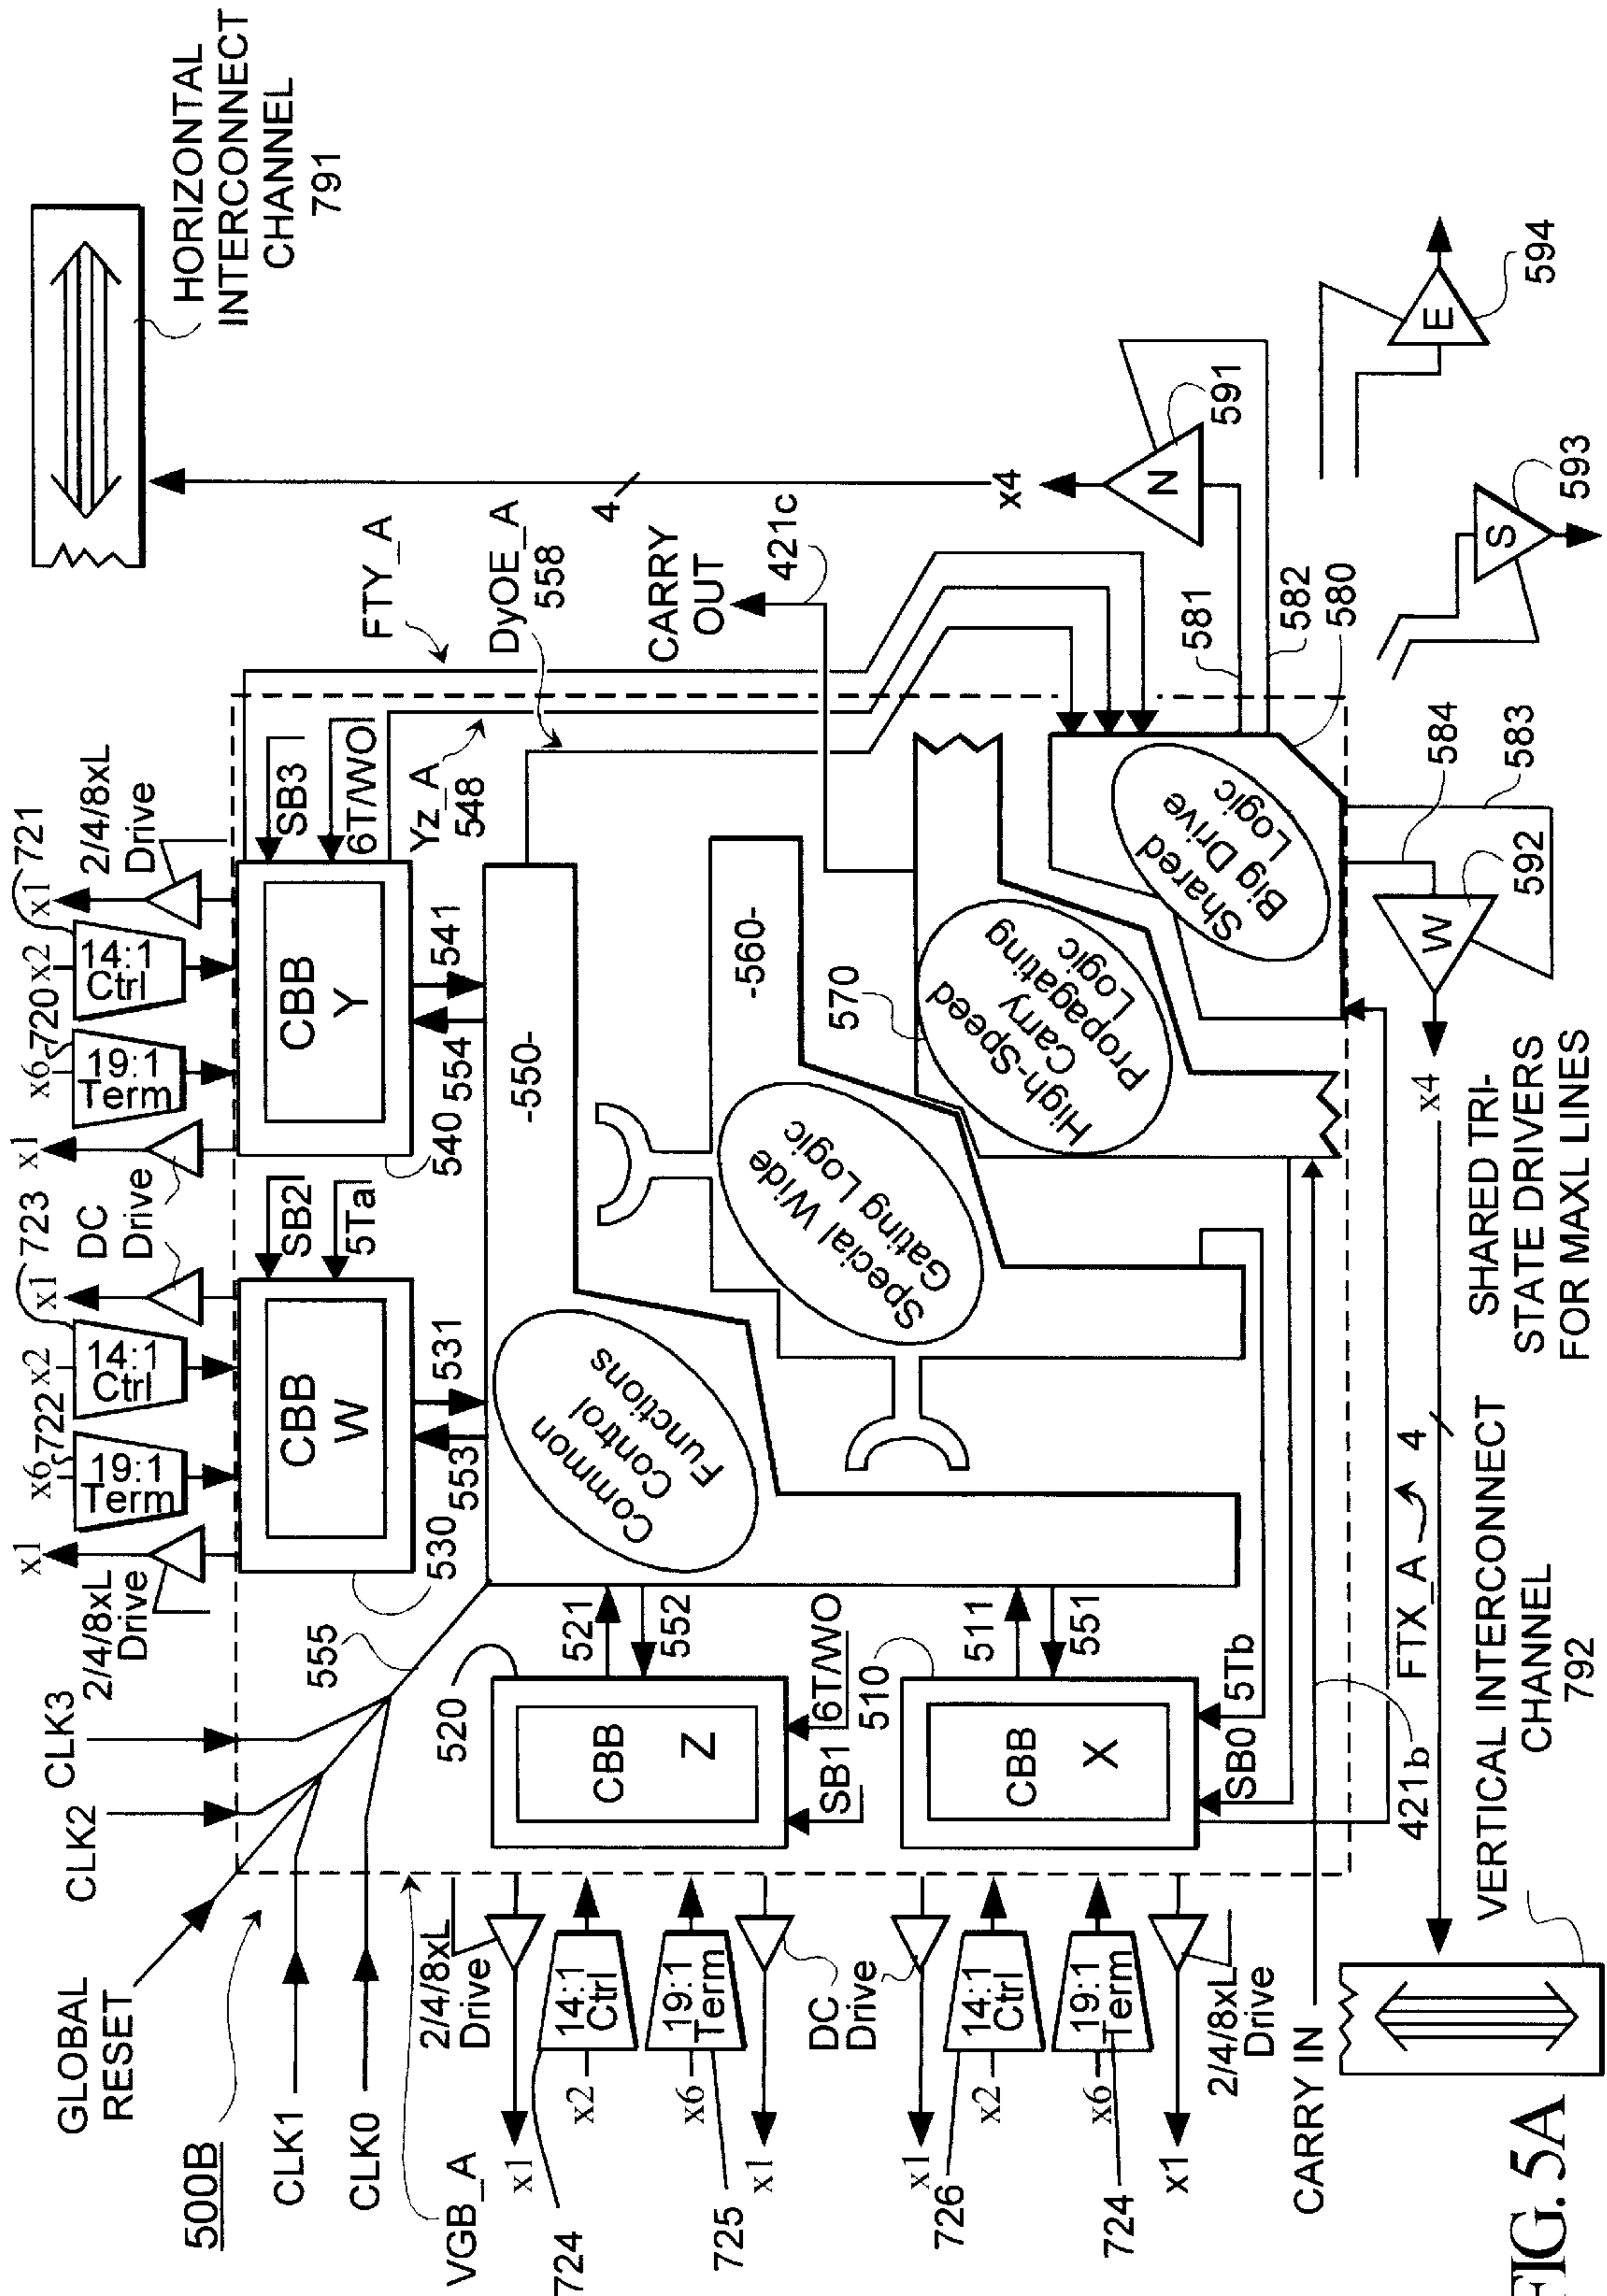 HORIZONTAL
INTERCONNECT
CHANNEL
791
x1
721
2/4/8xL
Drive
x2
14:1
Ctrl
x6
720
19:1
Term
x1
DC
Drive
723
x1
x2
14:1
Ctrl
x6
722
19:1
Term
x1
2/4/8xL
Drive
CLK3
CLK2
GLOBAL
RESET
CLK1
CLK0
500B
VGB_A
555
SB3
6T/WO
CBB
Y
540
554
541
SB2
5Ta
CBB
W
530
553
531
FTY_A
Yz_A
548
DyOE_A
558
CARRY
OUT
421c
4
x4
N
591
-550-
Common
Control
Functions
-560-
Special Wide
Gating Logic
570
High-Speed
Carry
Propagating
Logic
Shared
Big Drive
Logic
580
581
582
583
584
W
592
x4
S
593
E
594
520
521
552
CBB
Z
6T/WO
SB1
510
511
551
CBB
X
5Tb
SB0
2/4/8xL
Drive
x1
724
14:1
Ctrl
x2
19:1
Term
x6
725
x1
DC
Drive
x1
726
14:1
Ctrl
x2
19:1
Term
x6
724
x1
2/4/8xL
Drive
CARRY IN
421b
FTX_A
4
SHARED TRI-
STATE DRIVERS
FOR MAXL LINES
VERTICAL INTERCONNECT
CHANNEL
792
FIG. 5A